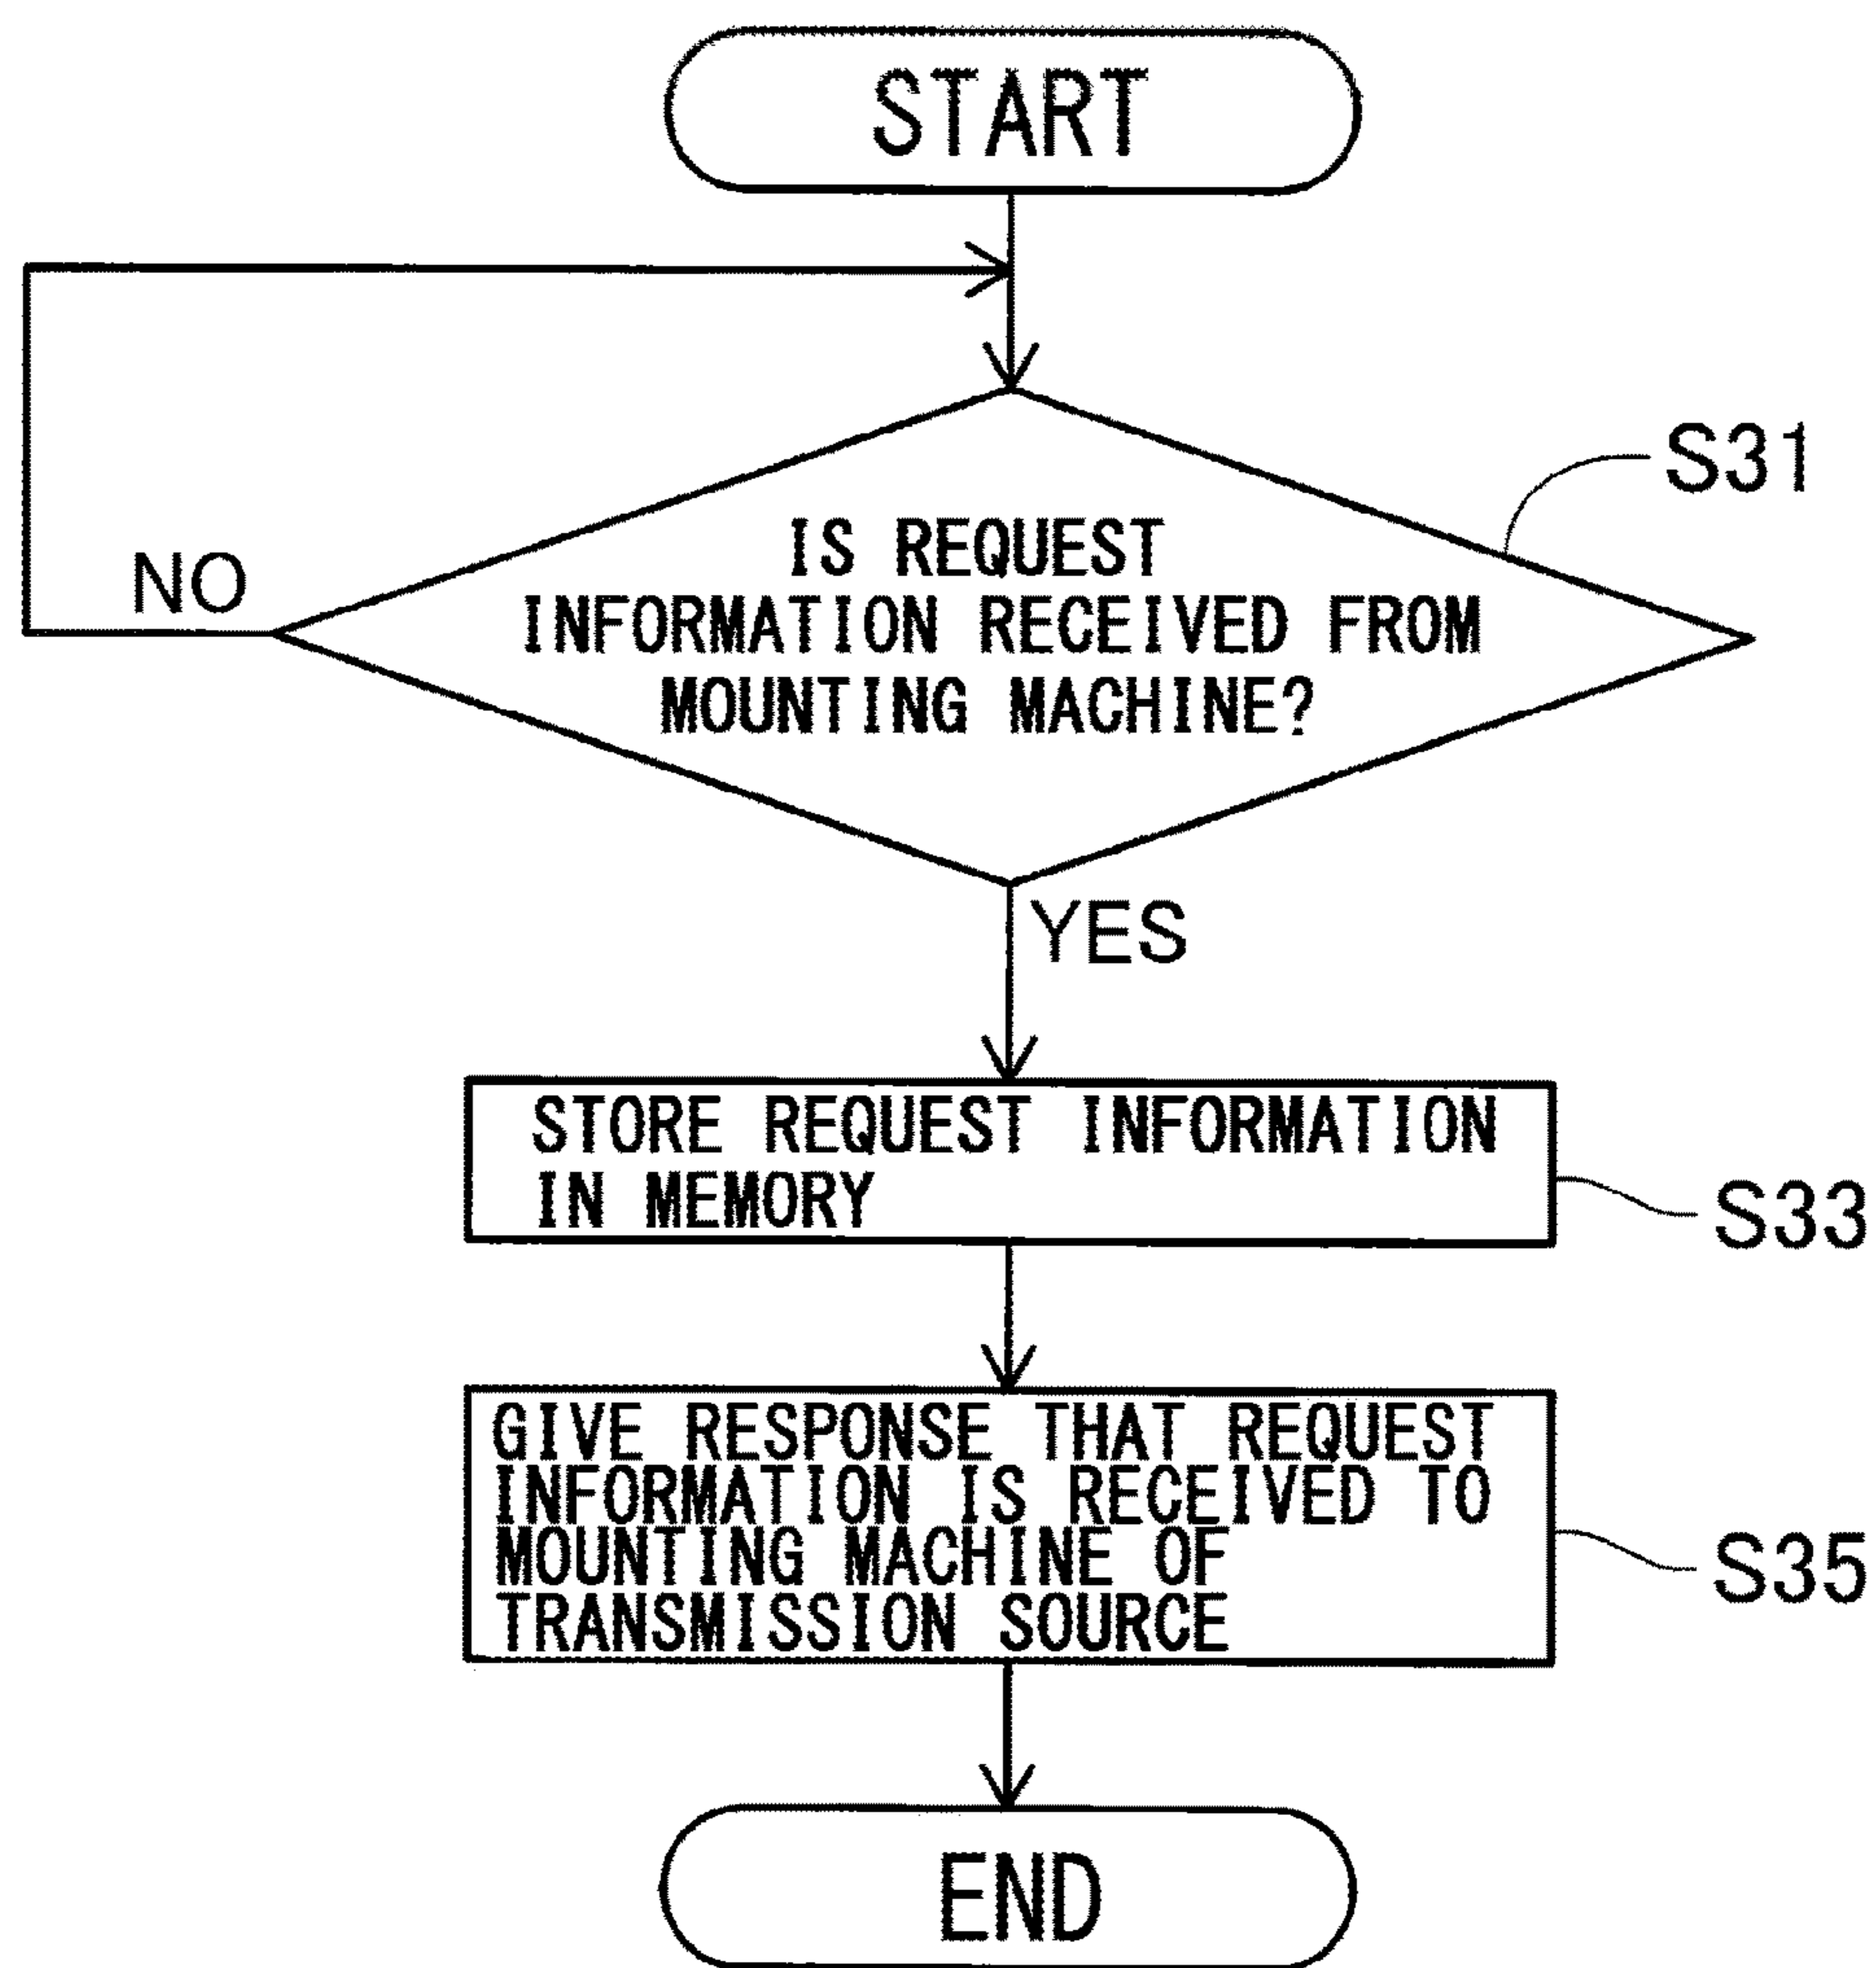 START
S31
IS REQUEST
INFORMATION RECEIVED FROM
MOUNTING MACHINE?
NO
YES
STORE REQUEST INFORMATION
IN MEMORY
S33
GIVE RESPONSE THAT REQUEST
INFORMATION IS RECEIVED TO
MOUNTING MACHINE OF
TRANSMISSION SOURCE
S35
END